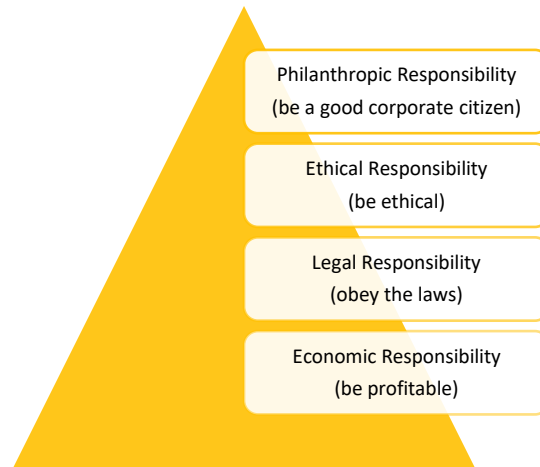 Philanthropic Responsibility
(be a good corporate citizen)
Ethical Responsibility
(be ethical)
Legal Responsibility
(obey the laws)
Economic Responsibility
(be profitable)